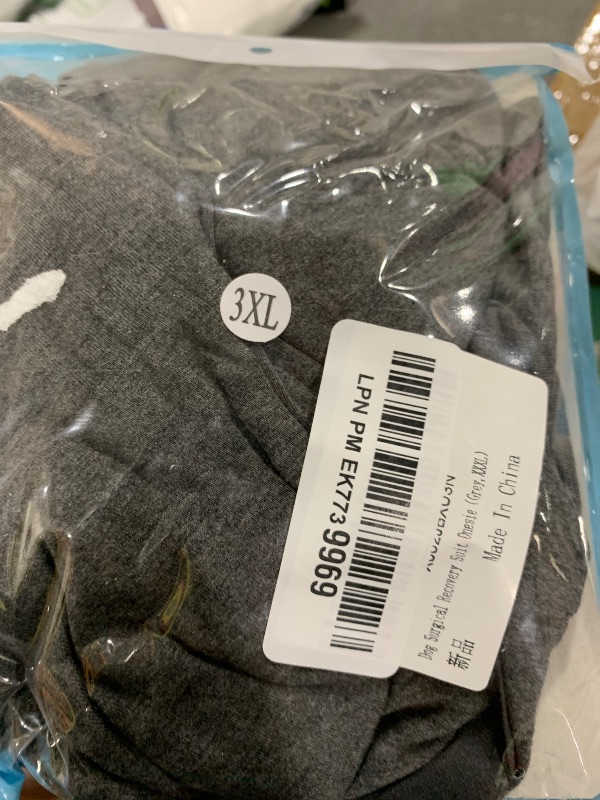 3XL
LPN PM EK773 9969
Dog Surgical Recovery Suit Onesie (Grey, XXXL)
新品
Made In China